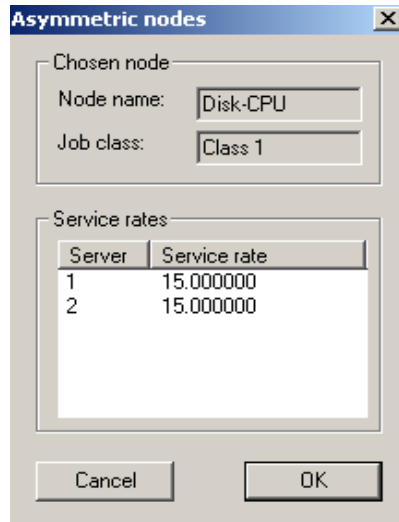 Asymmetric nodes
Chosen node
Node name: Disk-CPU
Job class: Class 1
Service rates
Server Service rate
1 15.000000
2 15.000000
Cancel OK